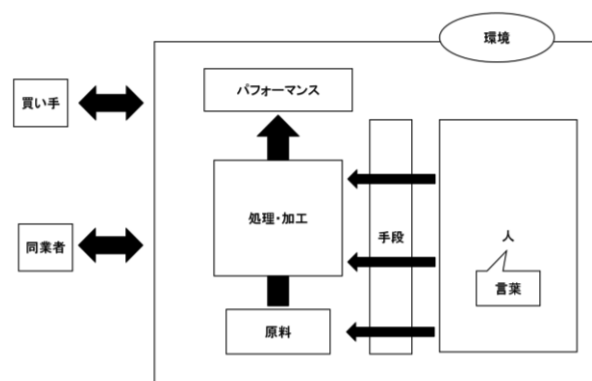 環境
買い手
パフォーマンス
処理・加工
手段
人
同業者
言葉
原料